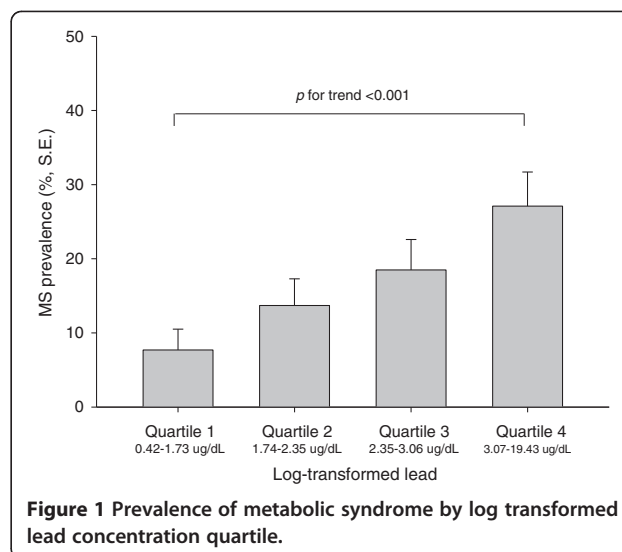 50
40
30
20
10
0
MS prevalence (%, S.E.)
p for trend <0.001
Quartile 1 Quartile 2 Quartile 3 Quartile 4
0.42-1.73 ug/dL 1.74-2.35 ug/dL 2.35-3.06 ug/dL 3.07-19.43 ug/dL
Log-transformed lead
Figure 1 Prevalence of metabolic syndrome by log transformed
lead concentration quartile.